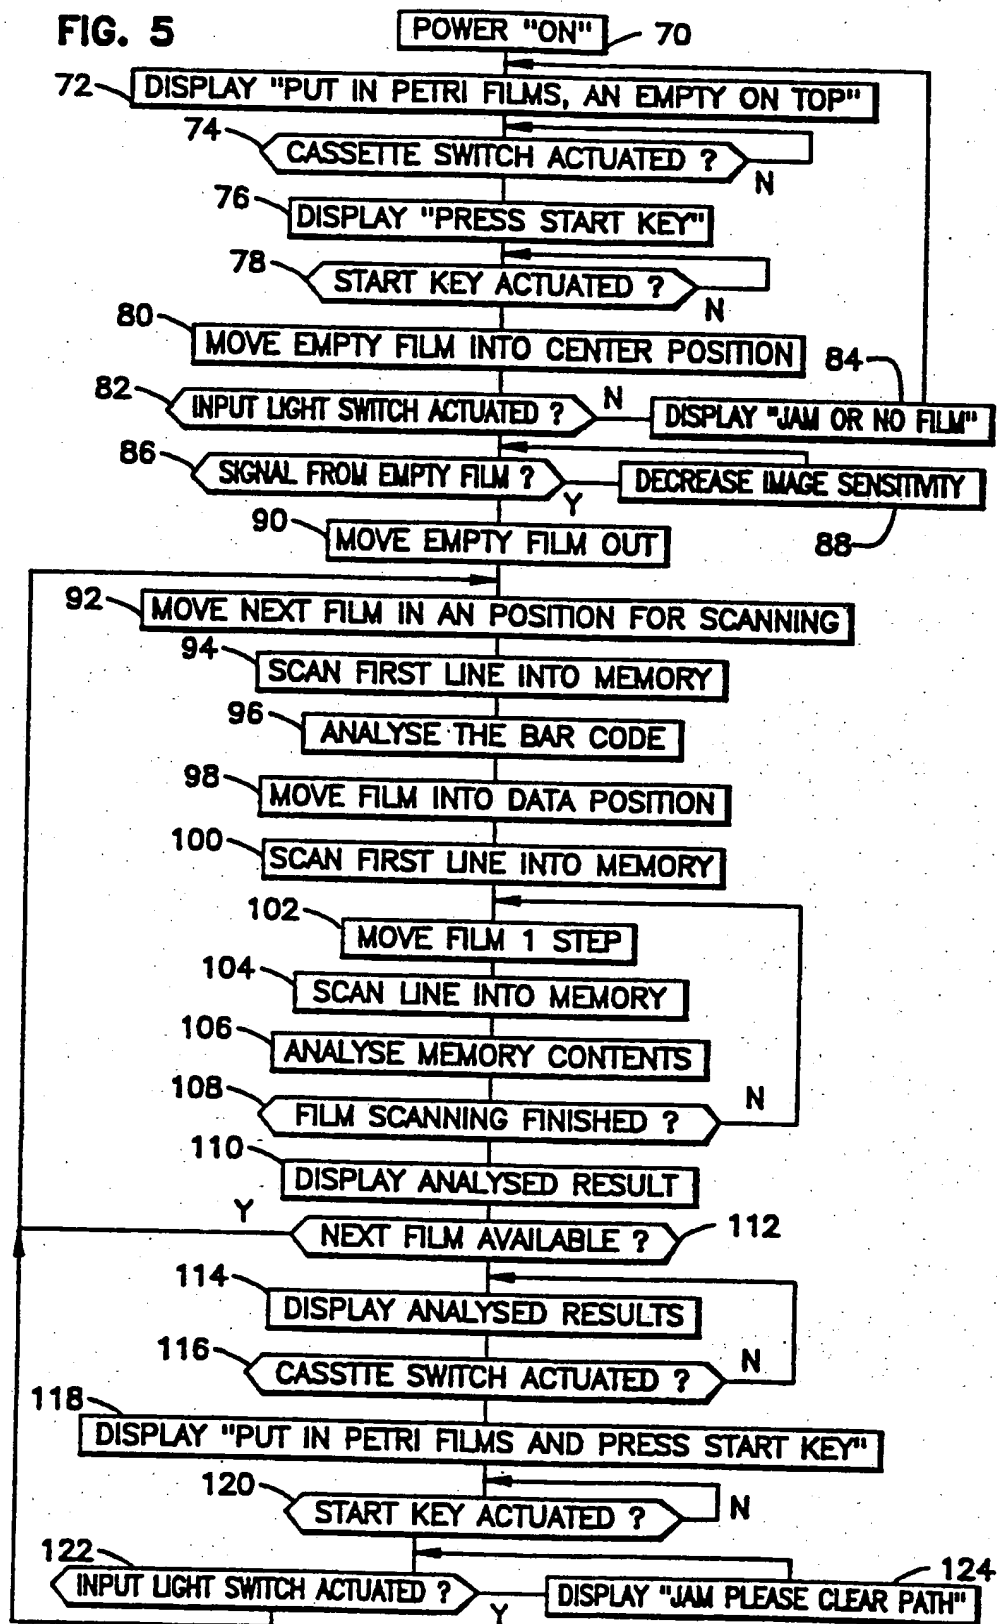 FIG. 5
POWER "ON" 70
72 DISPLAY "PUT IN PETRI FILMS, AN EMPTY ON TOP"
74 CASSETTE SWITCH ACTUATED ?
N
76 DISPLAY "PRESS START KEY"
78 START KEY ACTUATED ?
N
80 MOVE EMPTY FILM INTO CENTER POSITION
82 INPUT LIGHT SWITCH ACTUATED ? N
84 DISPLAY "JAM OR NO FILM"
86 SIGNAL FROM EMPTY FILM ?
Y
DECREASE IMAGE SENSITIVITY
88
90 MOVE EMPTY FILM OUT
92 MOVE NEXT FILM IN AN POSITION FOR SCANNING
94 SCAN FIRST LINE INTO MEMORY
96 ANALYSE THE BAR CODE
98 MOVE FILM INTO DATA POSITION
100 SCAN FIRST LINE INTO MEMORY
102 MOVE FILM 1 STEP
104 SCAN LINE INTO MEMORY
106 ANALYSE MEMORY CONTENTS
108 FILM SCANNING FINISHED ? N
110 DISPLAY ANALYSED RESULT
Y NEXT FILM AVAILABLE ? 112
114 DISPLAY ANALYSED RESULTS
116 CASSTTE SWITCH ACTUATED ? N
118 DISPLAY "PUT IN PETRI FILMS AND PRESS START KEY"
120 START KEY ACTUATED ? N
122 INPUT LIGHT SWITCH ACTUATED ?
Y
124 DISPLAY "JAM PLEASE CLEAR PATH"